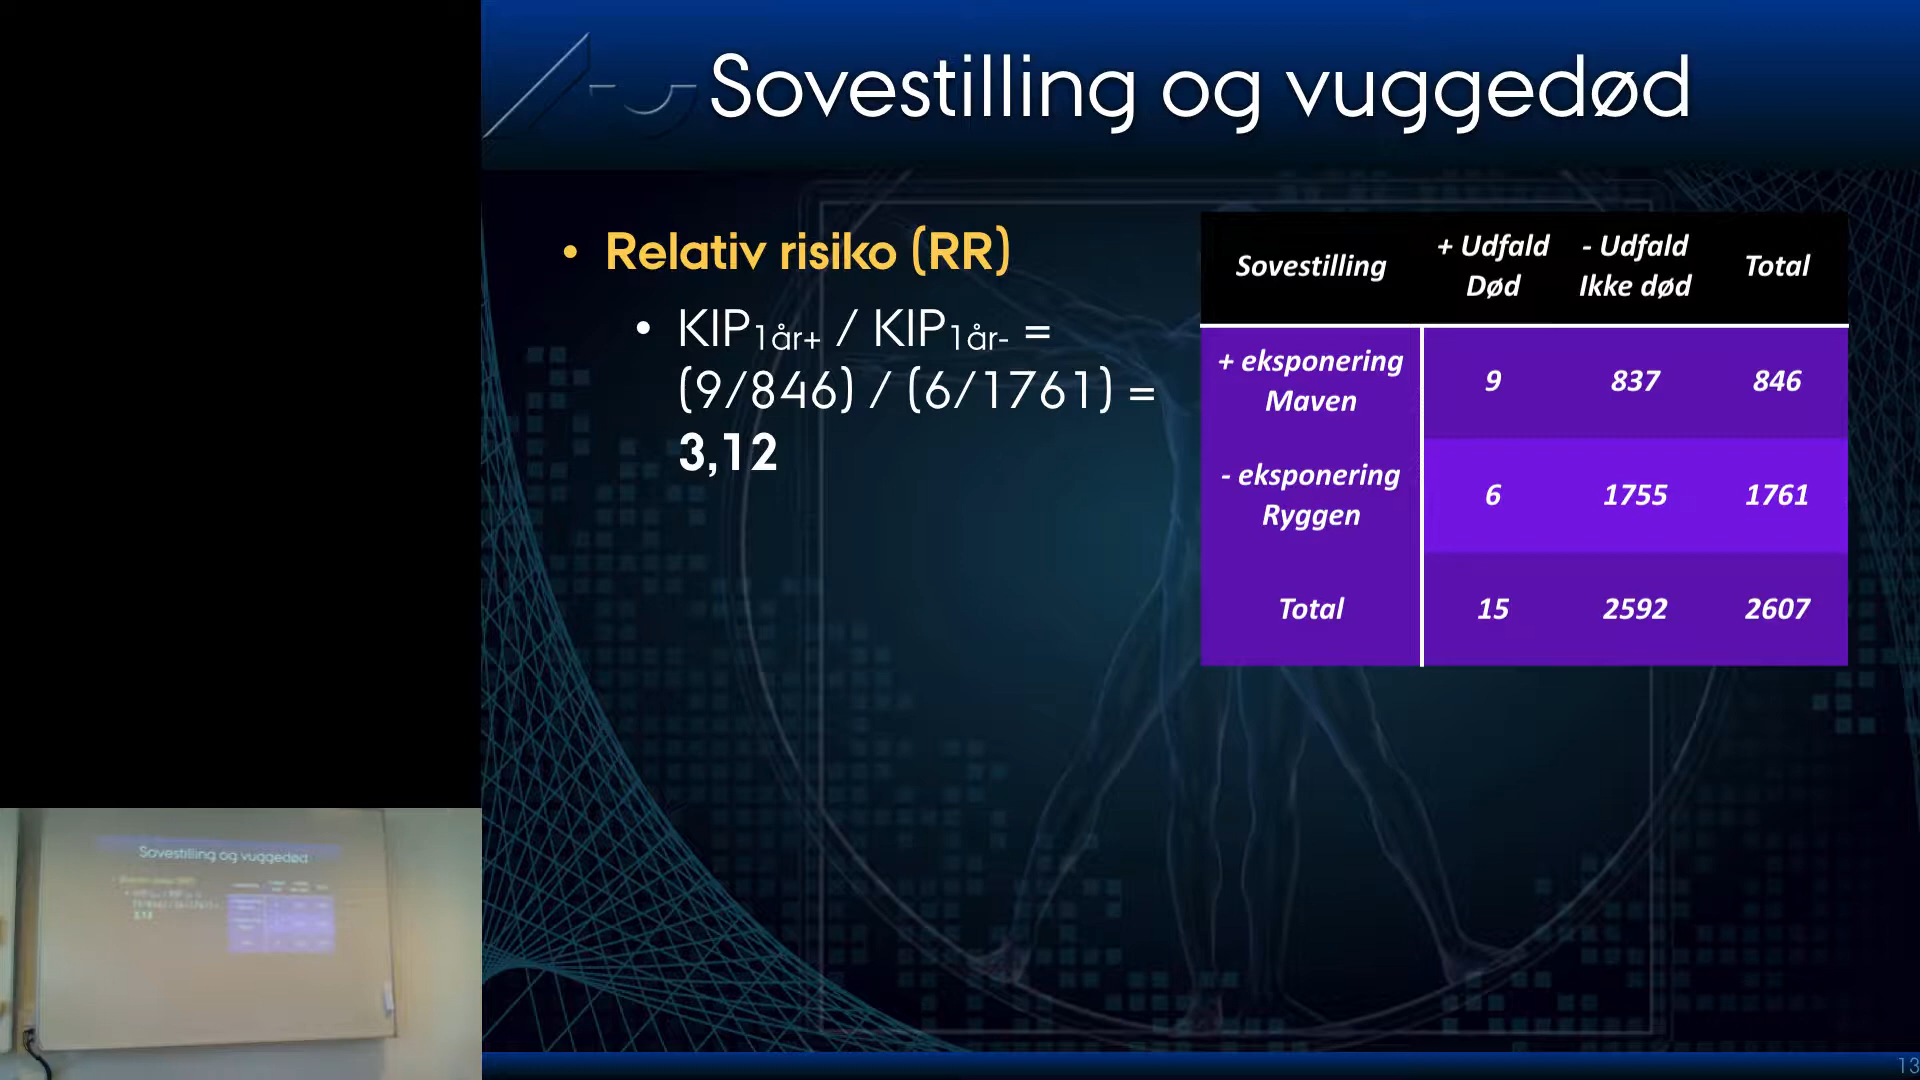 Sovestilling og vuggedød
• Relativ risiko (RR)
• KIP1år+ / KIP1år- =
(9/846) / (6/1761) =
3,12
Sovestilling + Udfald Død - Udfald Ikke død Total
+ eksponering Maven 9 837 846
- eksponering Ryggen 6 1755 1761
Total 15 2592 2607
13
Sovestilling og vuggedød